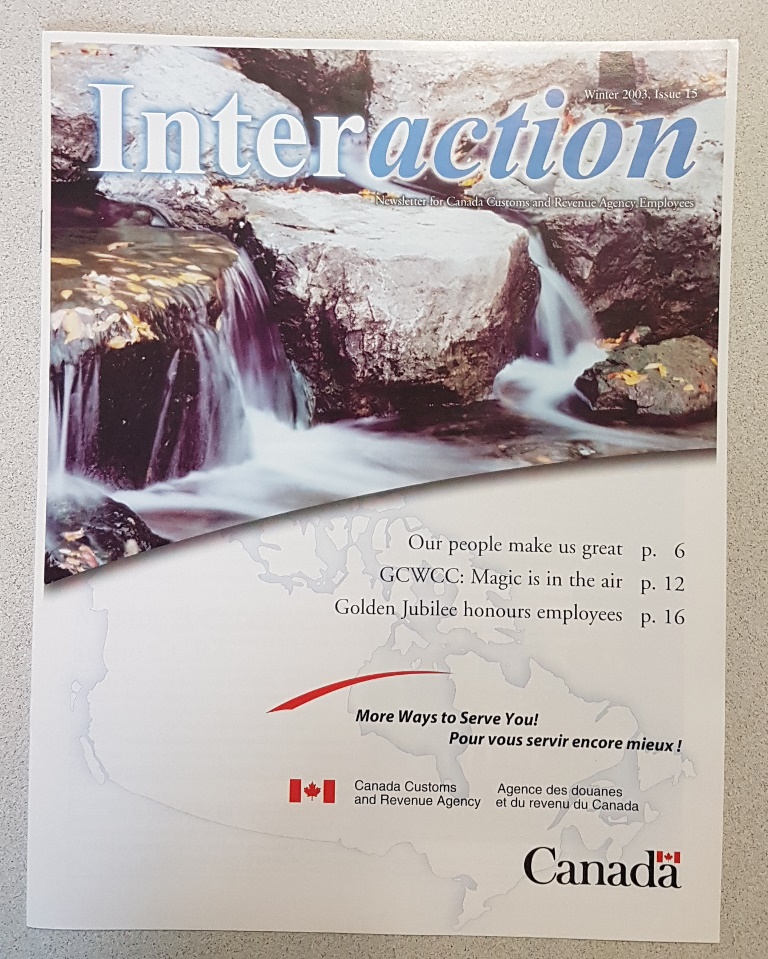 Winter 2003, Issue 15
Interaction
Newsletter for Canada Customs and Revenue Agency Employees
Our people make us great p. 6
GCWCC: Magic is in the air p. 12
Golden Jubilee honours employees p. 16
More Ways to Serve You!
Pour vous servir encore mieux !
Canada Customs
and Revenue Agency
Agence des douanes
et du revenu du Canada
Canada